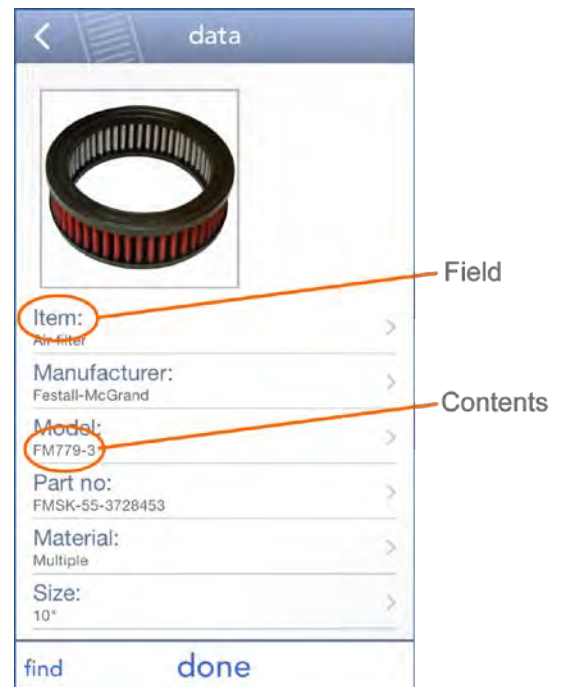 data
Field
Item:
Air filter
Manufacturer:
Festall-McGrand
Contents
Model:
FM779-3
Part no:
FMSK-55-3728453
Material:
Multiple
Size:
10"
find done